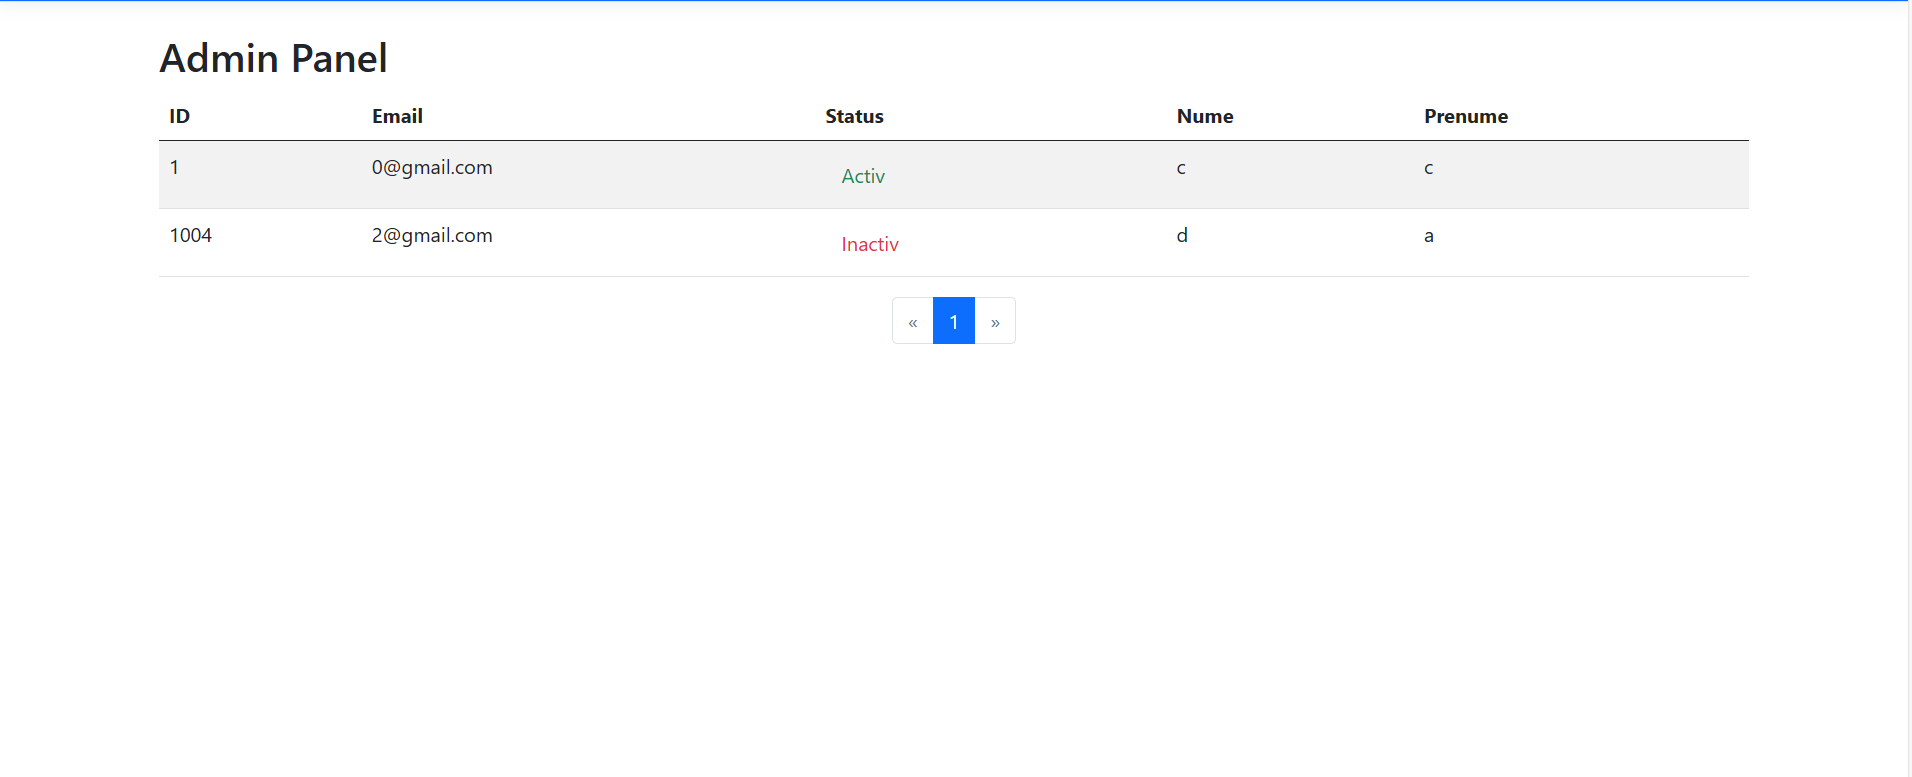 Admin Panel
ID Email Status Nume Prenume
1 0@gmail.com Activ c c
1004 2@gmail.com Inactiv d a
« 1 »